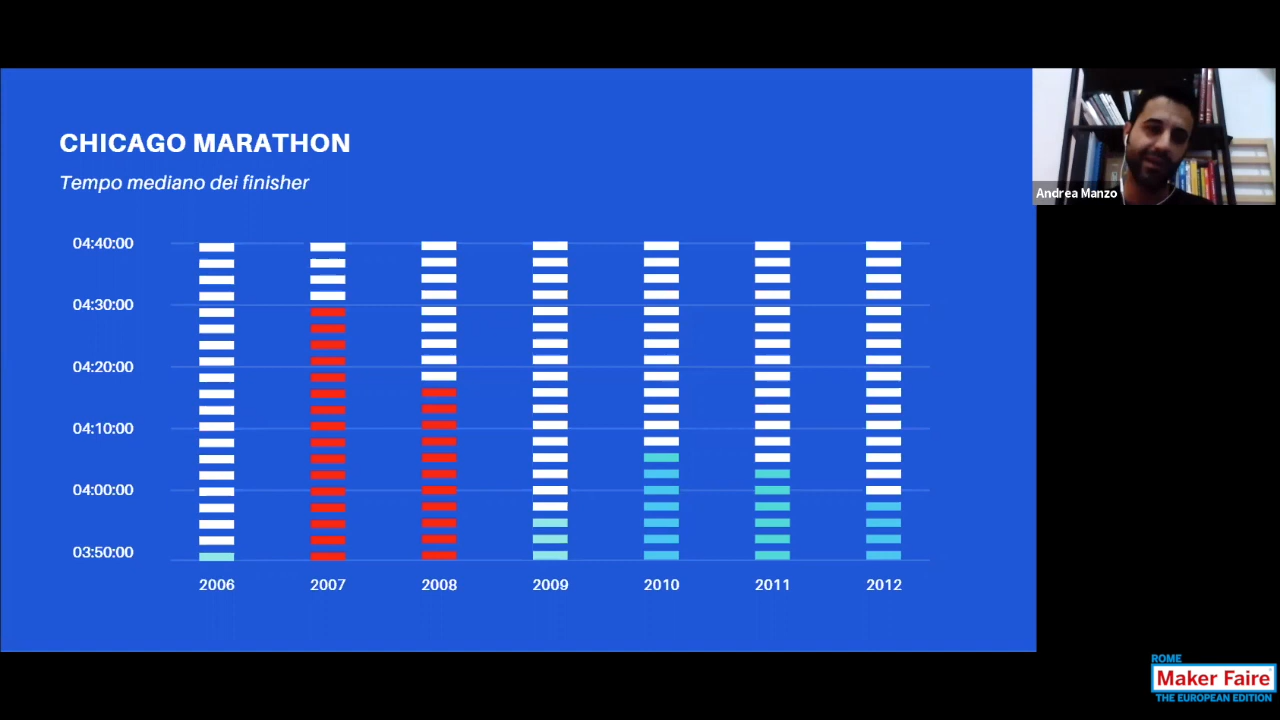 CHICAGO MARATHON
Tempo mediano dei finisher
04:40:00
04:30:00
04:20:00
04:10:00
04:00:00
03:50:00
2006 2007 2008 2009 2010 2011 2012
Andrea Manzo
ROME
Maker Faire
THE EUROPEAN EDITION